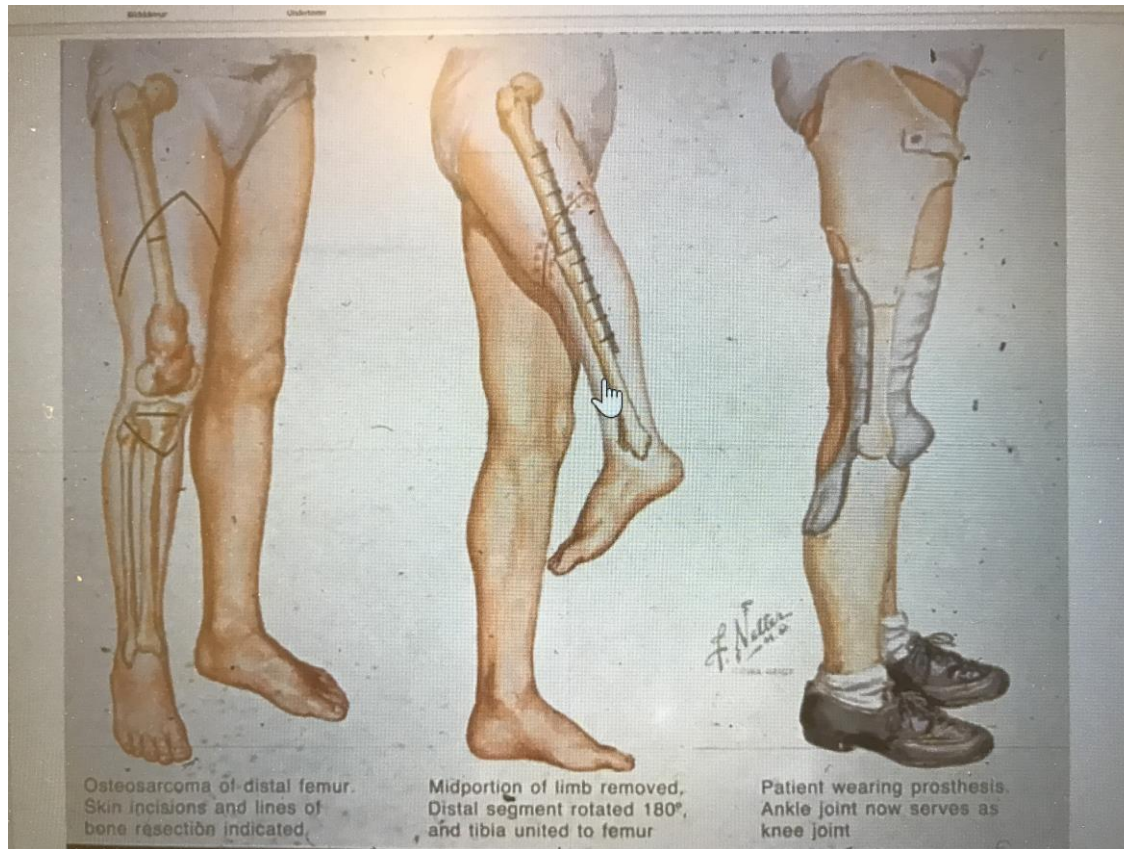 Osteosarcoma of distal femur.
Skin incisions and lines of
bone resection indicated.
Midportion of limb removed.
Distal segment rotated 180°,
and tibia united to femur
Patient wearing prosthesis.
Ankle joint now serves as
knee joint
F. Netter
M.D.